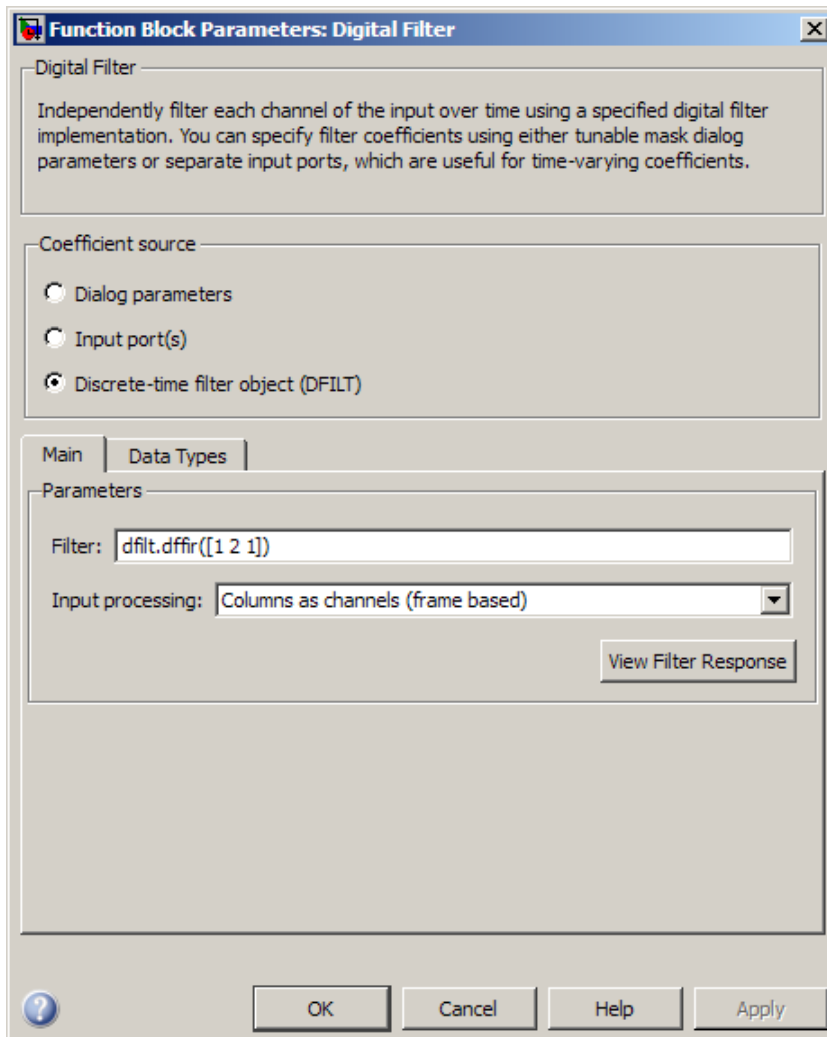 Function Block Parameters: Digital Filter
Digital Filter
Independently filter each channel of the input over time using a specified digital filter
implementation. You can specify filter coefficients using either tunable mask dialog
parameters or separate input ports, which are useful for time-varying coefficients.
Coefficient source
Dialog parameters
Input port(s)
Discrete-time filter object (DFILT)
Main Data Types
Parameters
Filter: dfilt.dffir([1 2 1])
Input processing: Columns as channels (frame based)
View Filter Response
? OK Cancel Help Apply